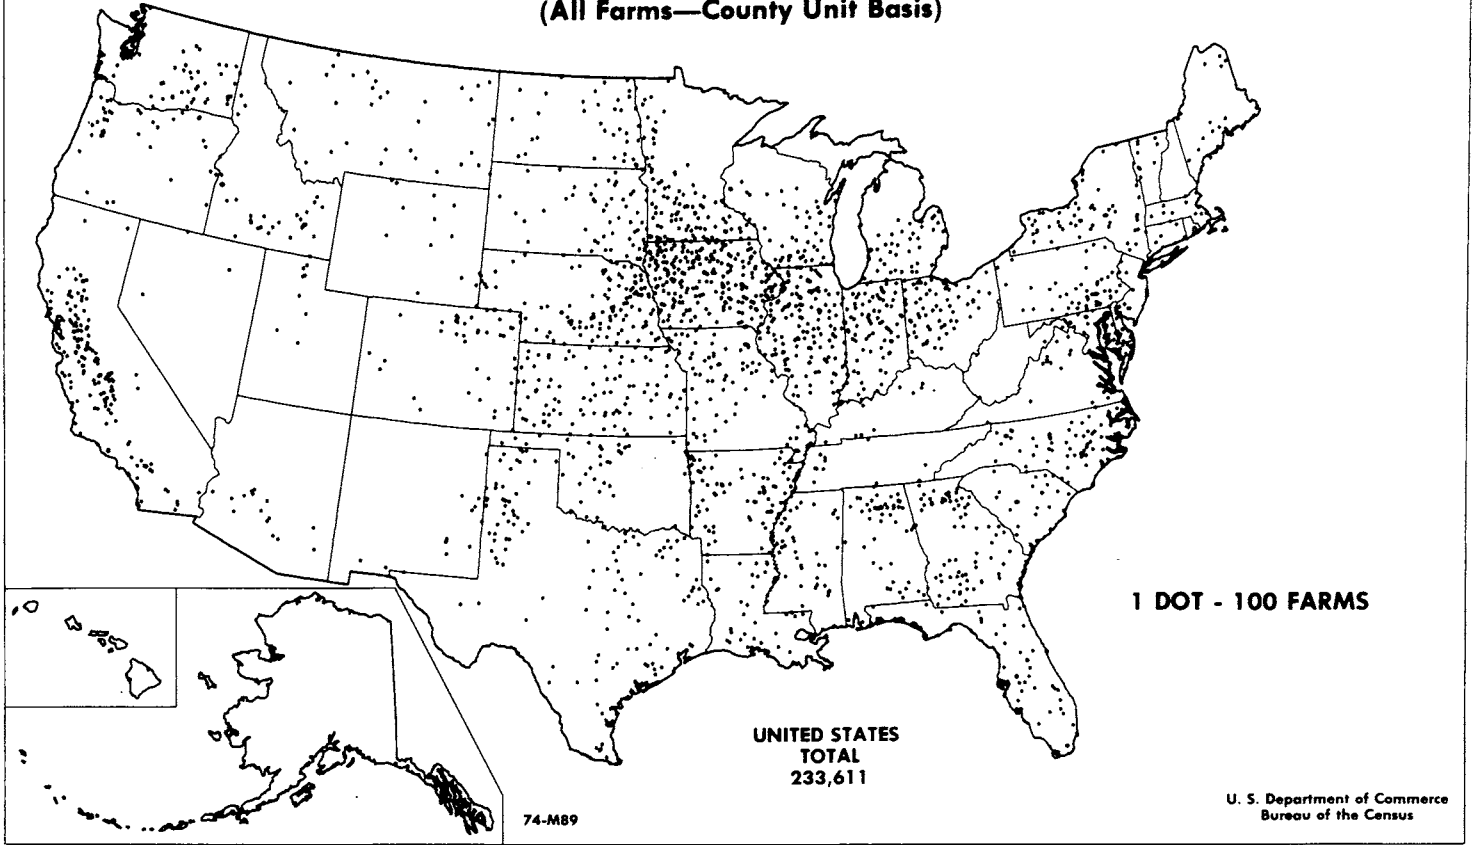 (All Farms—County Unit Basis)
1 DOT - 100 FARMS
UNITED STATES
TOTAL
233,611
74-M89
U. S. Department of Commerce
Bureau of the Census